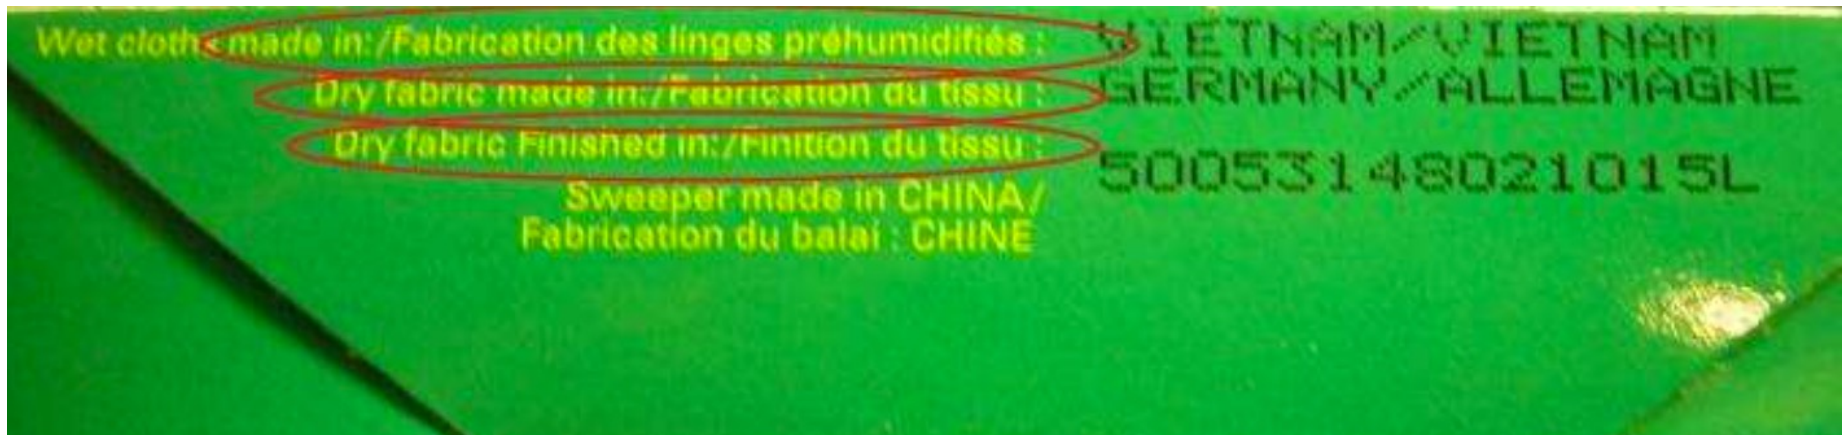 Wet cloths made in:/Fabrication des linges préhumidifiés : VIETNAM/VIETNAM
Dry fabric made in:/Fabrication du tissu : GERMANY/ALLEMAGNE
Dry fabric Finished in:/Finition du tissu :
50053148021015L
Sweeper made in CHINA/
Fabrication du balai : CHINE